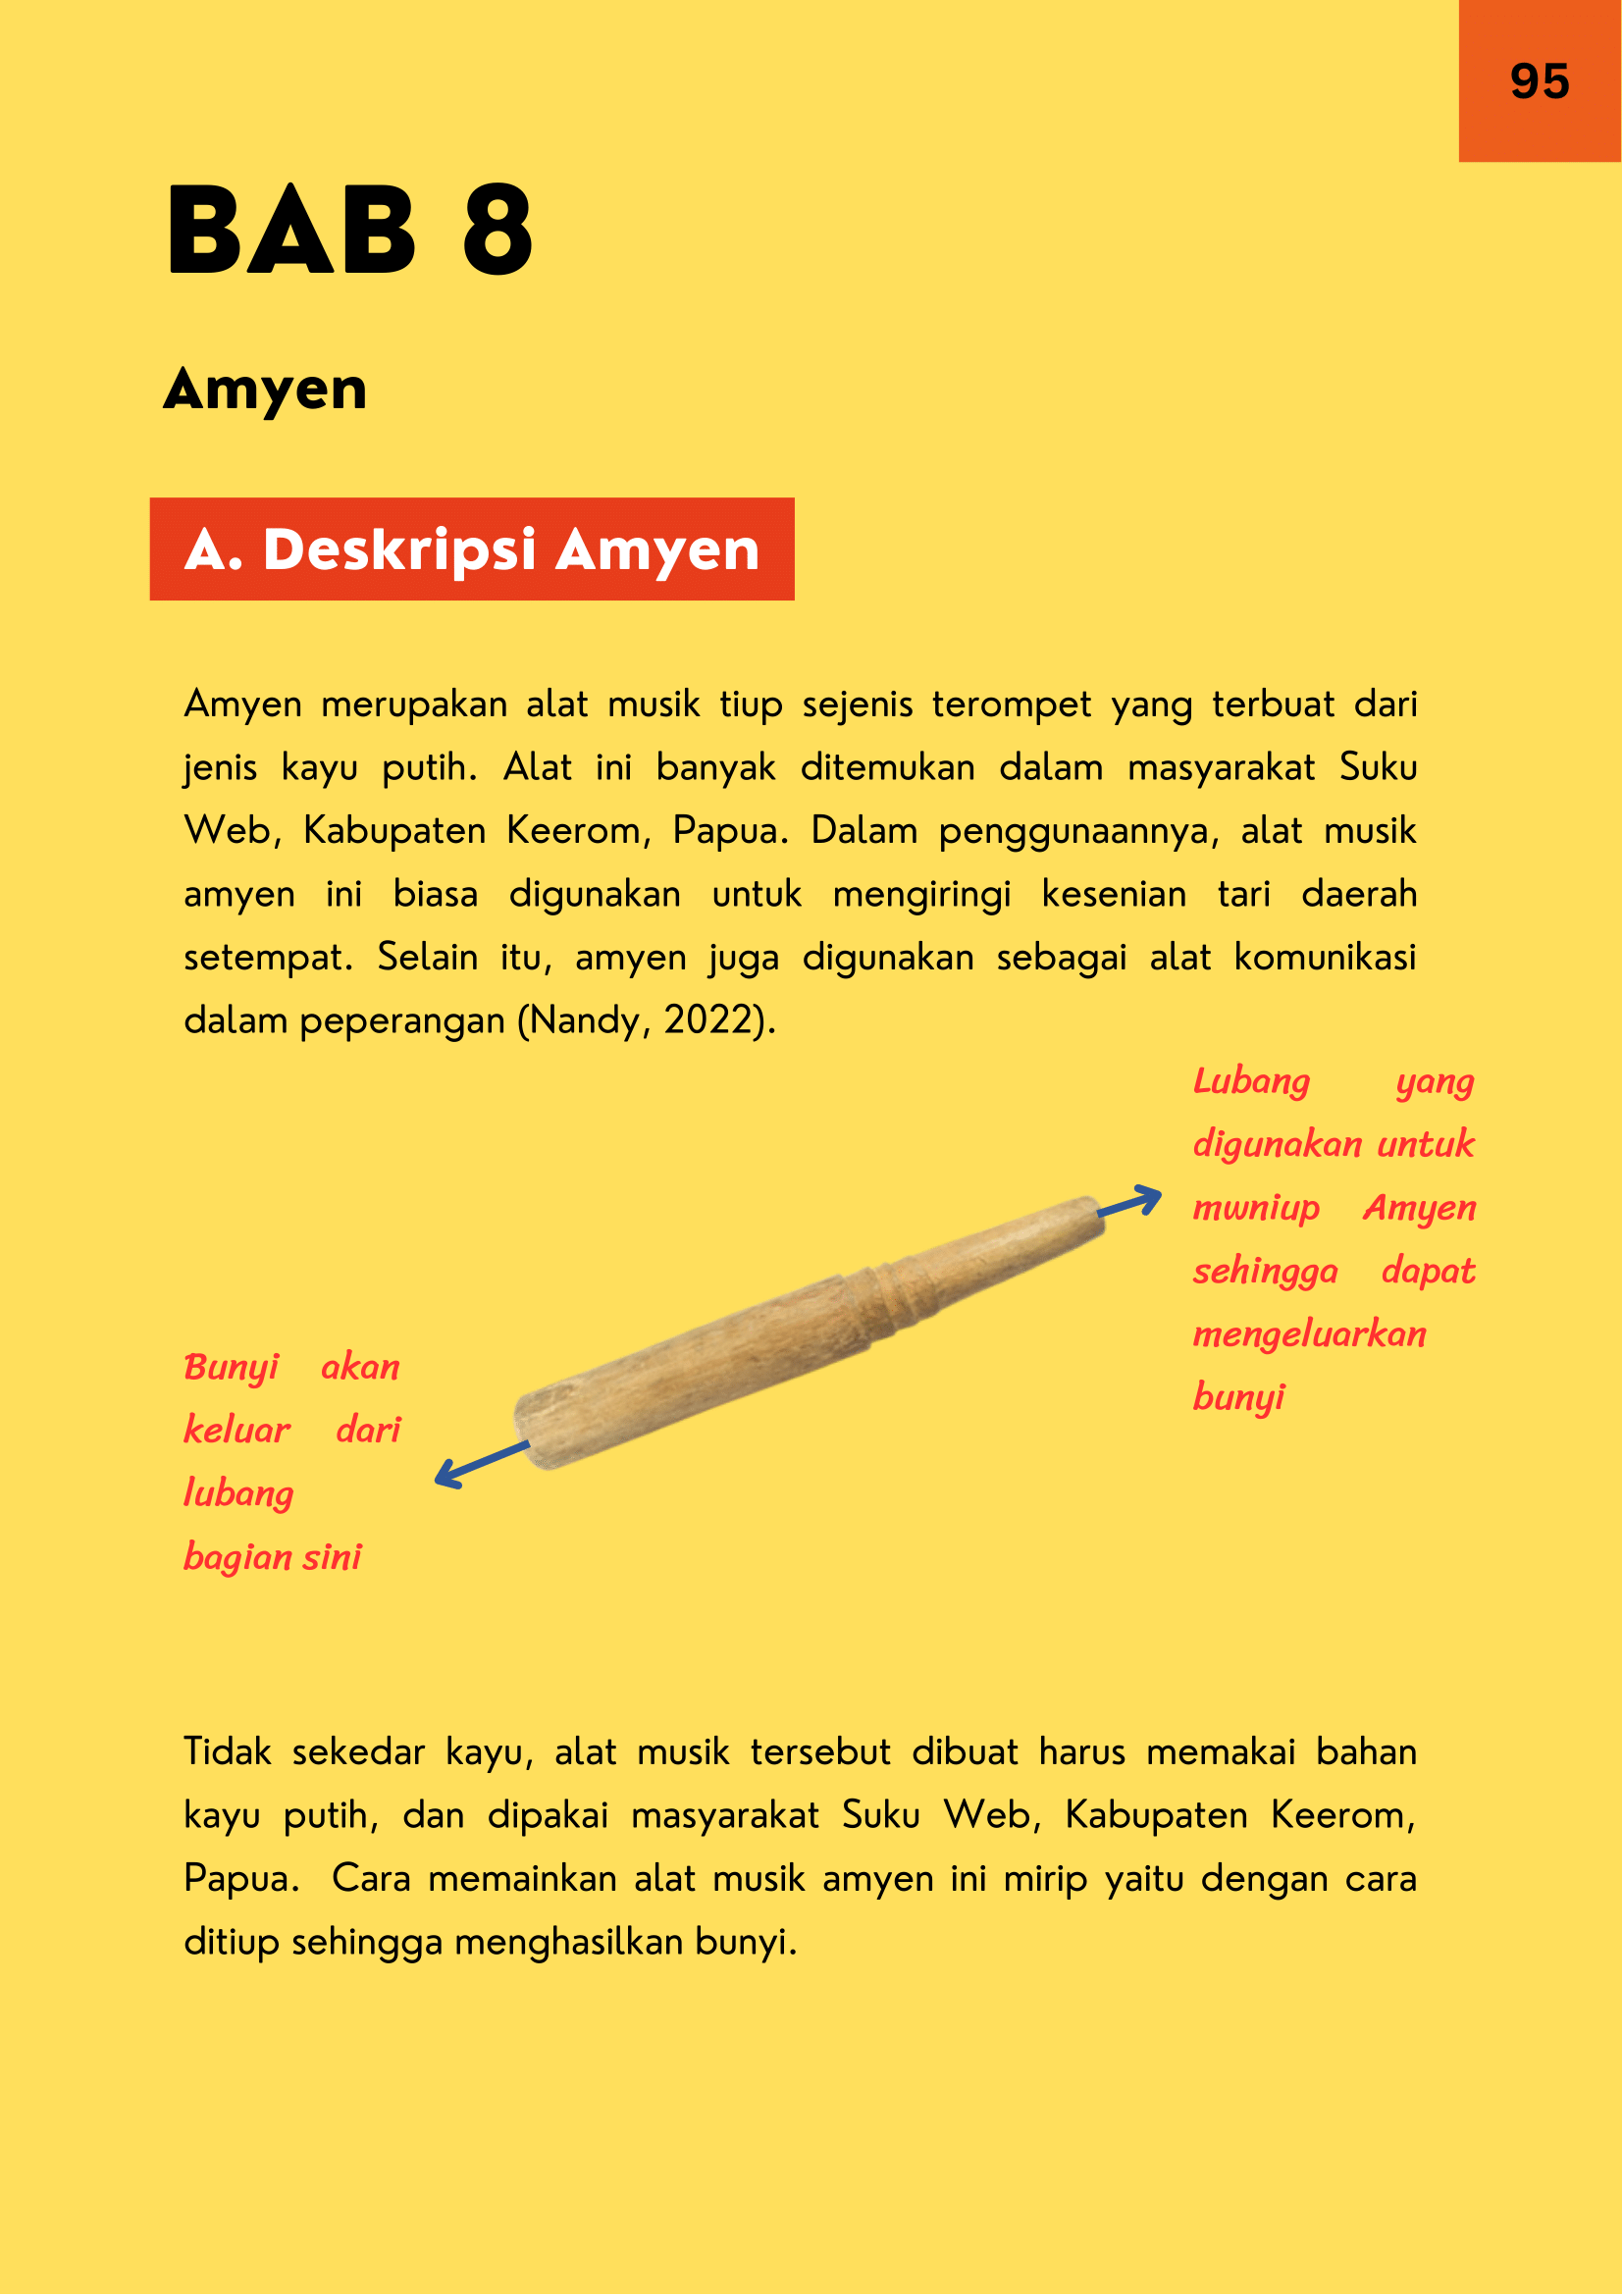 95
BAB 8
Amyen
A. Deskripsi Amyen
Amyen merupakan alat musik tiup sejenis terompet yang terbuat dari
jenis kayu putih. Alat ini banyak ditemukan dalam masyarakat Suku
Web, Kabupaten Keerom, Papua. Dalam penggunaannya, alat musik
amyen ini biasa digunakan untuk mengiringi kesenian tari daerah
setempat. Selain itu, amyen juga digunakan sebagai alat komunikasi
dalam peperangan (Nandy, 2022).
Lubang yang
digunakan untuk
mwniup Amyen
sehingga dapat
mengeluarkan
bunyi
Bunyi akan
keluar dari
lubang
bagian sini
Tidak sekedar kayu, alat musik tersebut dibuat harus memakai bahan
kayu putih, dan dipakai masyarakat Suku Web, Kabupaten Keerom,
Papua. Cara memainkan alat musik amyen ini mirip yaitu dengan cara
ditiup sehingga menghasilkan bunyi.